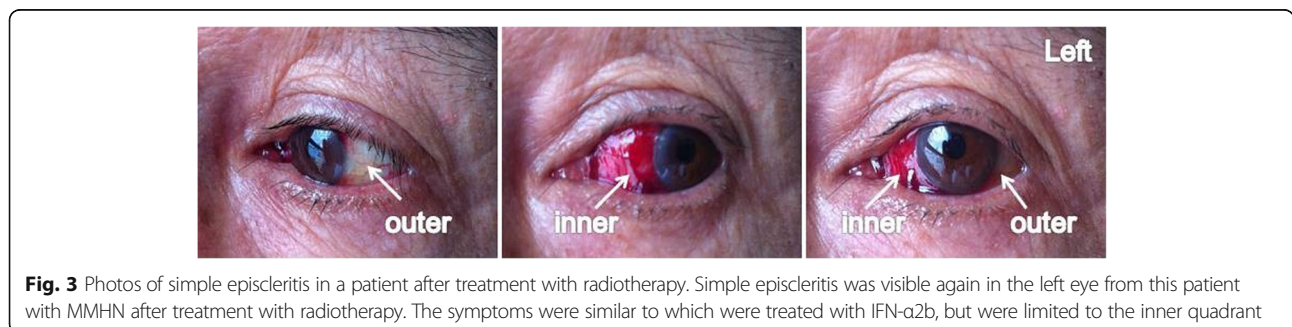 Left
outer
inner
inner
outer
Fig. 3 Photos of simple episcleritis in a patient after treatment with radiotherapy. Simple episcleritis was visible again in the left eye from this patient
with MMHN after treatment with radiotherapy. The symptoms were similar to which were treated with IFN-α2b, but were limited to the inner quadrant